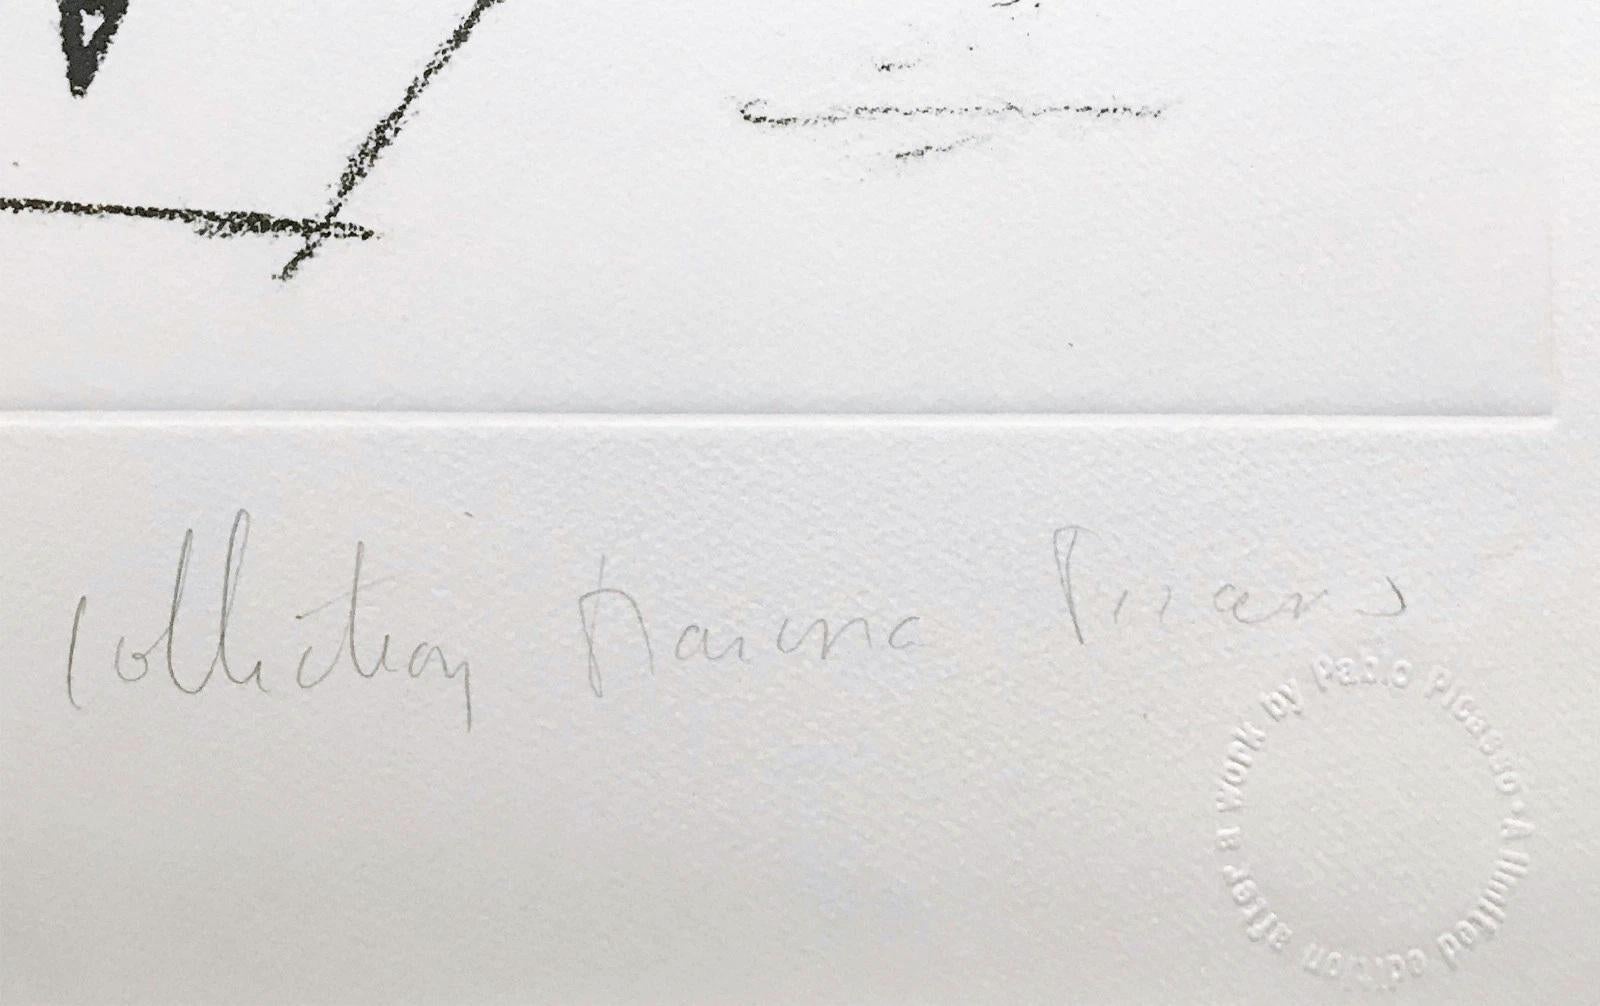 Collection Marina Picasso
A limited edition after a work by Pablo Picasso •